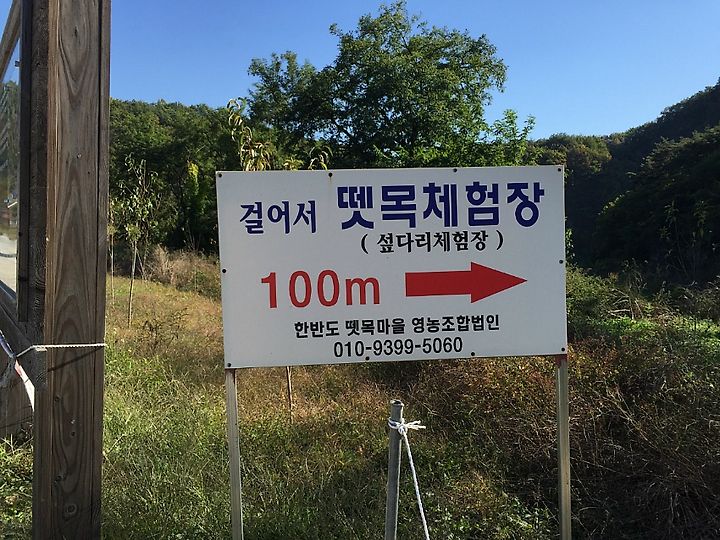 걸어서 뗏목체험장
( 섶다리체험장 )
100m
한반도 뗏목마을 영농조합법인
010-9399-5060